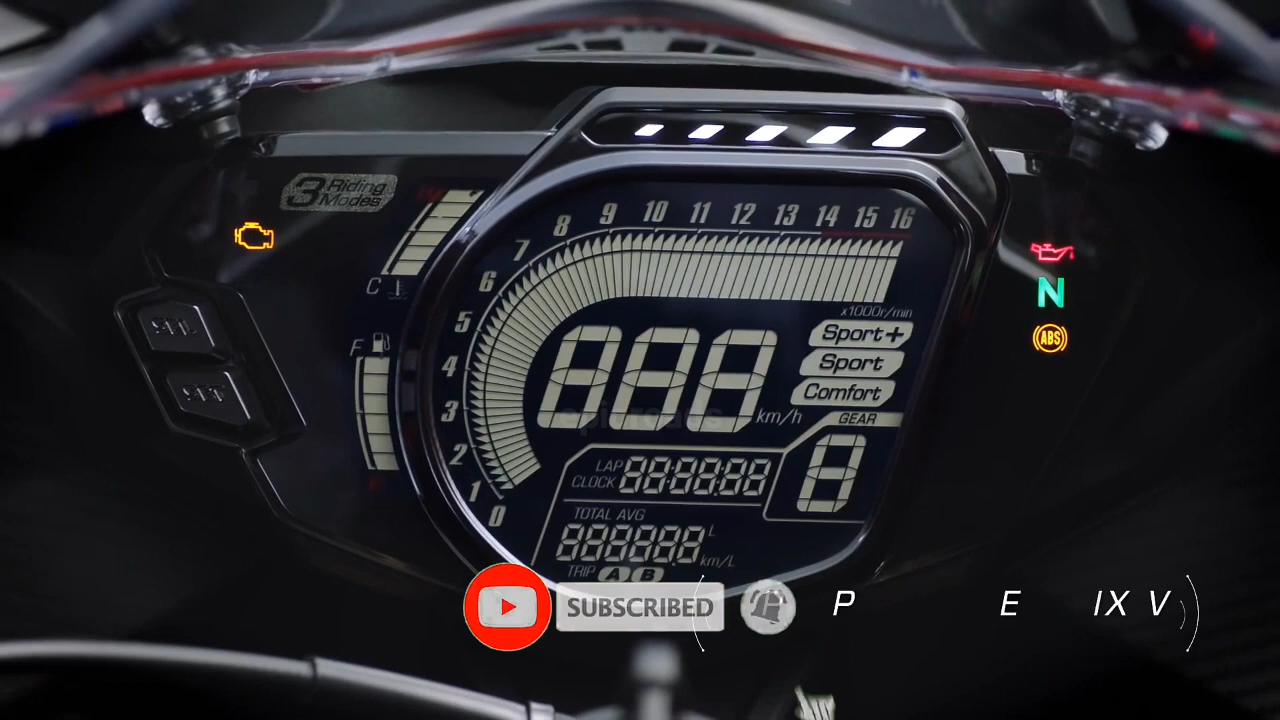 3 Riding
Modes
8 9 10 11 12 13 14 15 16
7
6
5
4
3
2
1
0
C
F
x1000r/min
Sport+
Sport
Comfort
888 km/h
GEAR
8
LAP
CLOCK 88:88:88
TOTAL AVG
888888 L
km/L
TRIP A B
SEL
SET
N
ABS
SUBSCRIBED
P E IX V